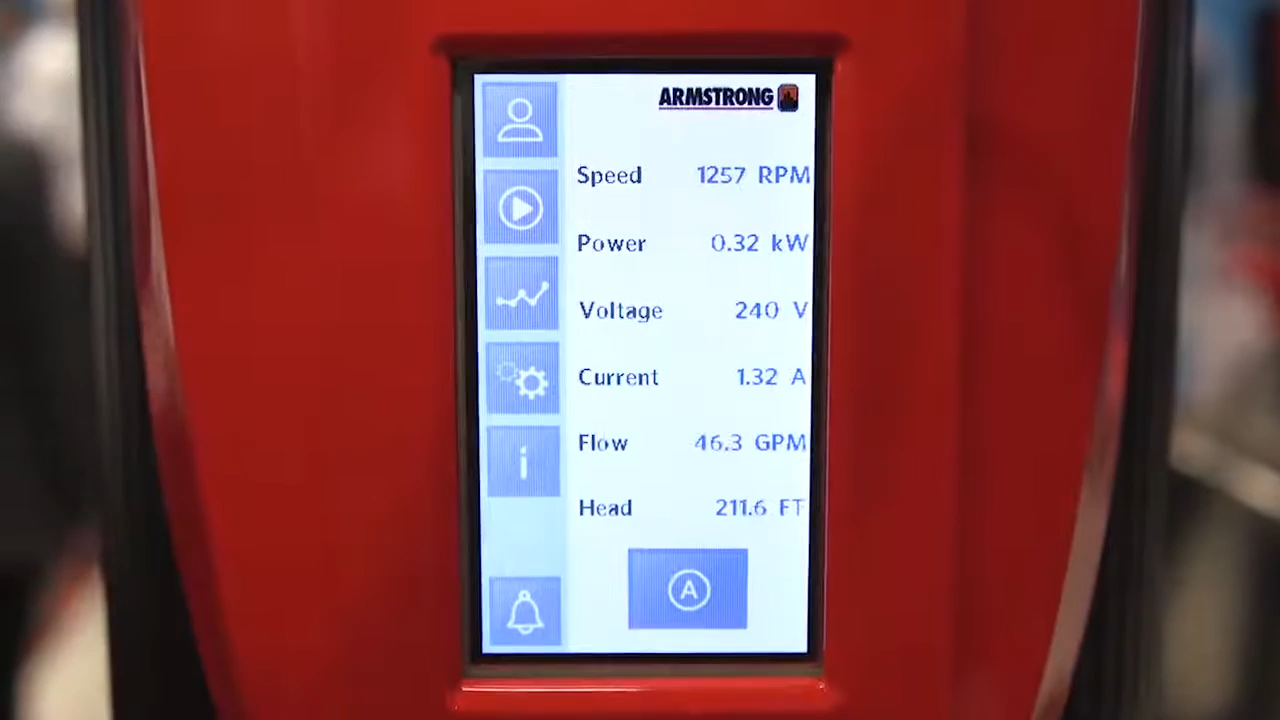 ARMSTRONG
Speed 1257 RPM
Power 0.32 kW
Voltage 240 V
Current 1.32 A
i
Flow 46.3 GPM
Head 211.6 FT
A